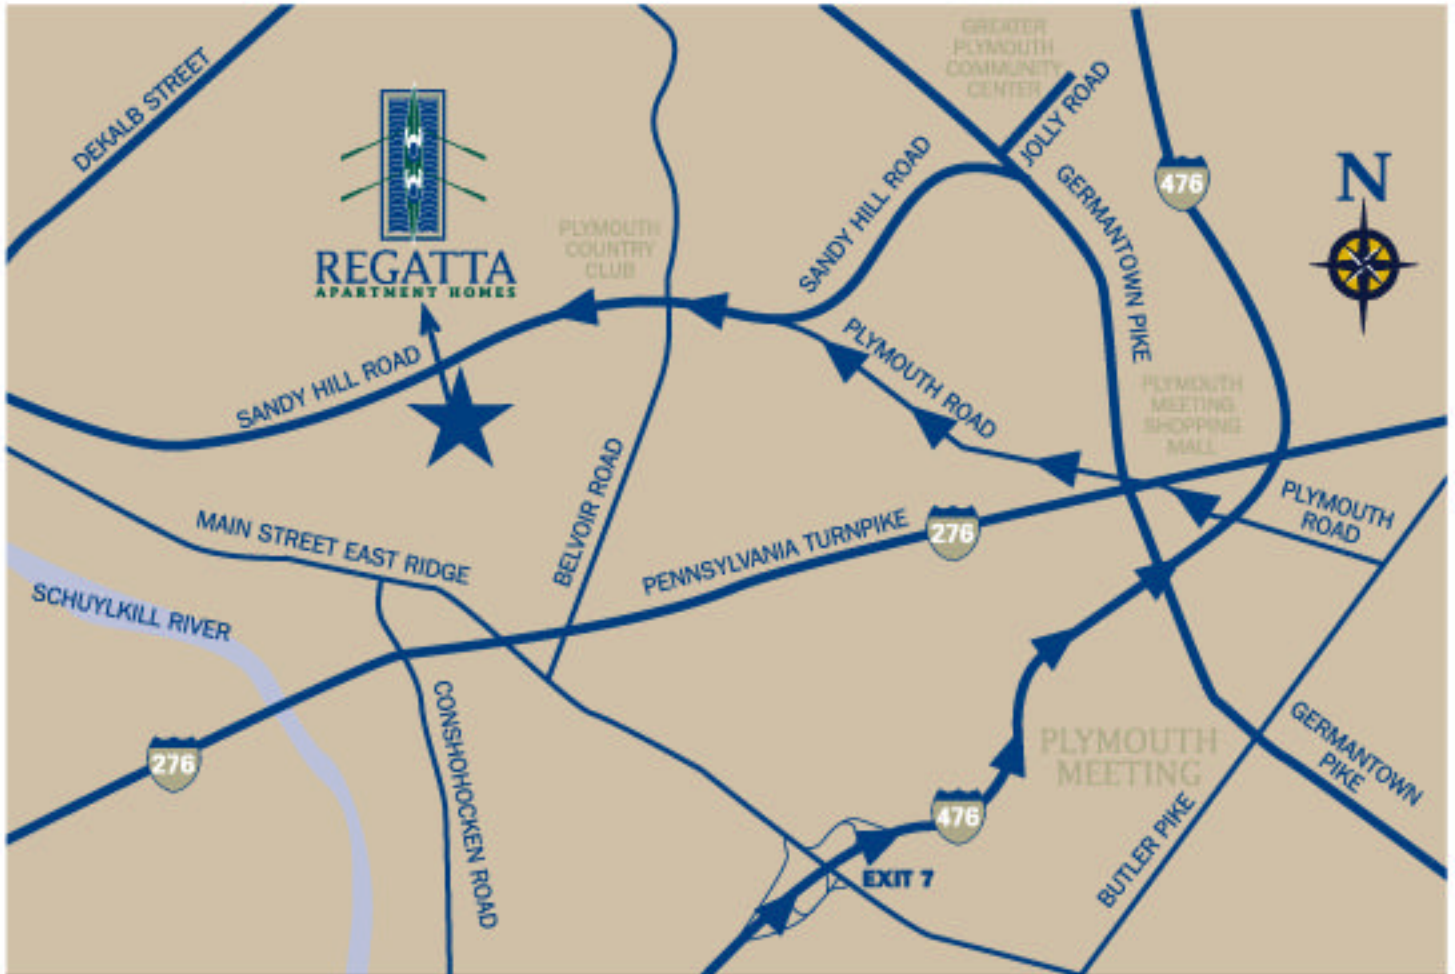 GREATER
PLYMOUTH
COMMUNITY
CENTER
DEKALB STREET
JOLLY ROAD
N
476
SANDY HILL ROAD
GERMANTOWN PIKE
PLYMOUTH
COUNTRY
CLUB
REGATTA
APARTMENT HOMES
PLYMOUTH ROAD
SANDY HILL ROAD
PLYMOUTH
MEETING
SHOPPING
MALL
BELVOIR ROAD
PLYMOUTH
ROAD
MAIN STREET EAST RIDGE
PENNSYLVANIA TURNPIKE
276
SCHUYLKILL RIVER
CONSHOHOCKEN ROAD
276
PLYMOUTH
MEETING
GERMANTOWN
PIKE
476
BUTLER PIKE
EXIT 7